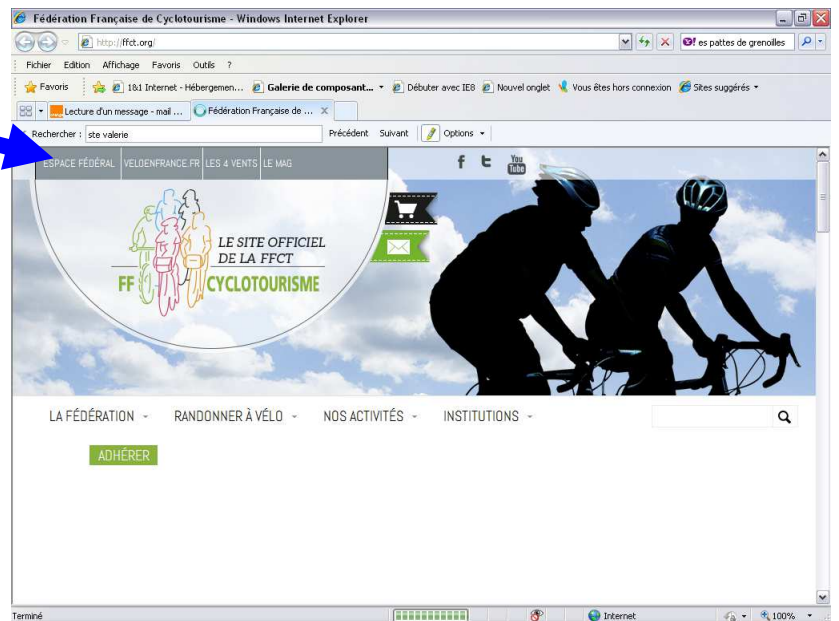 Fédération Française de Cyclotourisme - Windows Internet Explorer
http://ffct.org/
es pattes de grenoilles
Fichier Edition Affichage Favoris Outils ?
Favoris 1&1 Internet - Hébergemen... Galerie de composant... Débuter avec IE8 Nouvel onglet Vous êtes hors connexion Sites suggérés
Lecture d'un message - mail ... Fédération Française de ... X
Rechercher : ste valerie Précédent Suivant Options
ESPACE FÉDÉRAL VELOENFRANCE.FR LES 4 VENTS LE MAG
You
Tube
LE SITE OFFICIEL
DE LA FFCT
FF CYCLOTOURISME
LA FÉDÉRATION RANDONNER À VÉLO NOS ACTIVITÉS INSTITUTIONS
ADHÉRER
Terminé Internet 100%